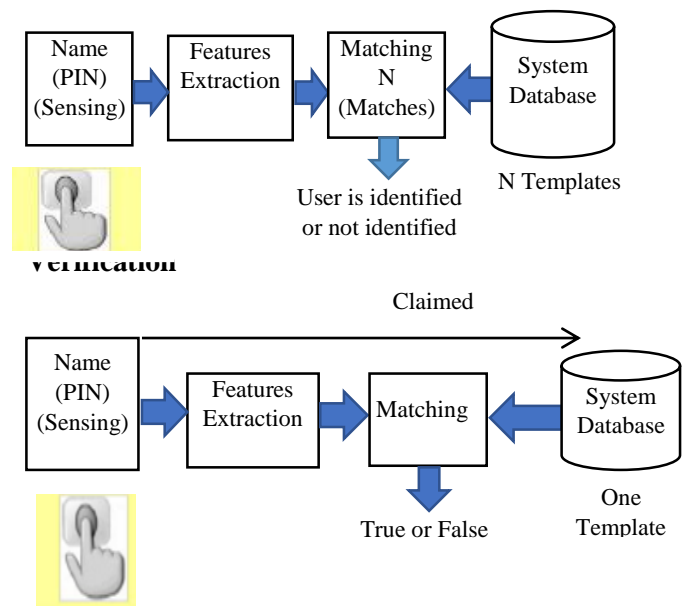 Name
(PIN)
(Sensing)
Features
Extraction
Matching
N
(Matches)
System
Database
N Templates
User is identified
or not identified
Verification
Claimed
Name
(PIN)
(Sensing)
Features
Extraction
Matching
System
Database
One
Template
True or False